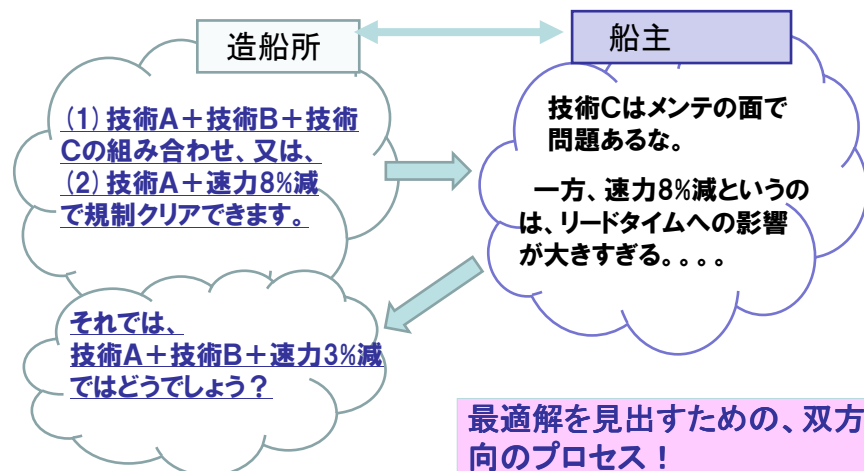 造船所
船主
(1)技術A+技術B+技術
Cの組み合わせ、又は、
(2)技術A+速力8%減
で規制クリアできます。
技術Cはメンテの面で
問題あるな。
一方、速力8%減というの
は、リードタイムへの影響
が大きすぎる。。。。
それでは、
技術A+技術B+速力3%減
ではどうでしょう?
最適解を見出すための、双方
向のプロセス!